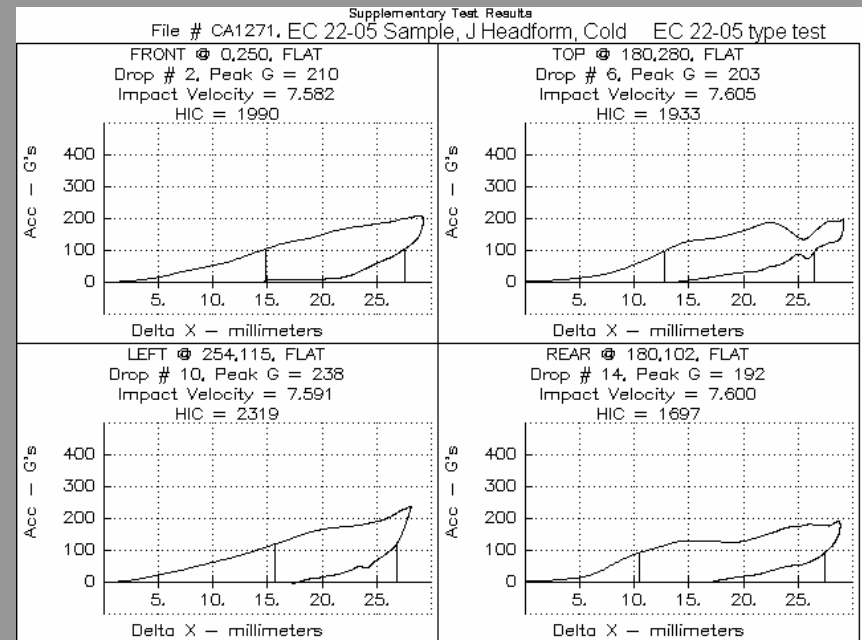 Supplementary Test Results
File # CA1271. EC 22-05 Sample, J Headform, Cold EC 22-05 type test
FRONT @ 0,250, FLAT
Drop # 2, Peak G = 210
Impact Velocity = 7.582
HIC = 1990
Acc – G's
400
300
200
100
0
5. 10. 15. 20. 25.
Delta X – millimeters
TOP @ 180,280, FLAT
Drop # 6, Peak G = 203
Impact Velocity = 7.605
HIC = 1933
Acc – G's
400
300
200
100
0
5. 10. 15. 20. 25.
Delta X – millimeters
LEFT @ 254,115, FLAT
Drop # 10, Peak G = 238
Impact Velocity = 7.591
HIC = 2319
Acc – G's
400
300
200
100
0
5. 10. 15. 20. 25.
Delta X – millimeters
REAR @ 180,102, FLAT
Drop # 14, Peak G = 192
Impact Velocity = 7.600
HIC = 1697
Acc – G's
400
300
200
100
0
5. 10. 15. 20. 25.
Delta X – millimeters